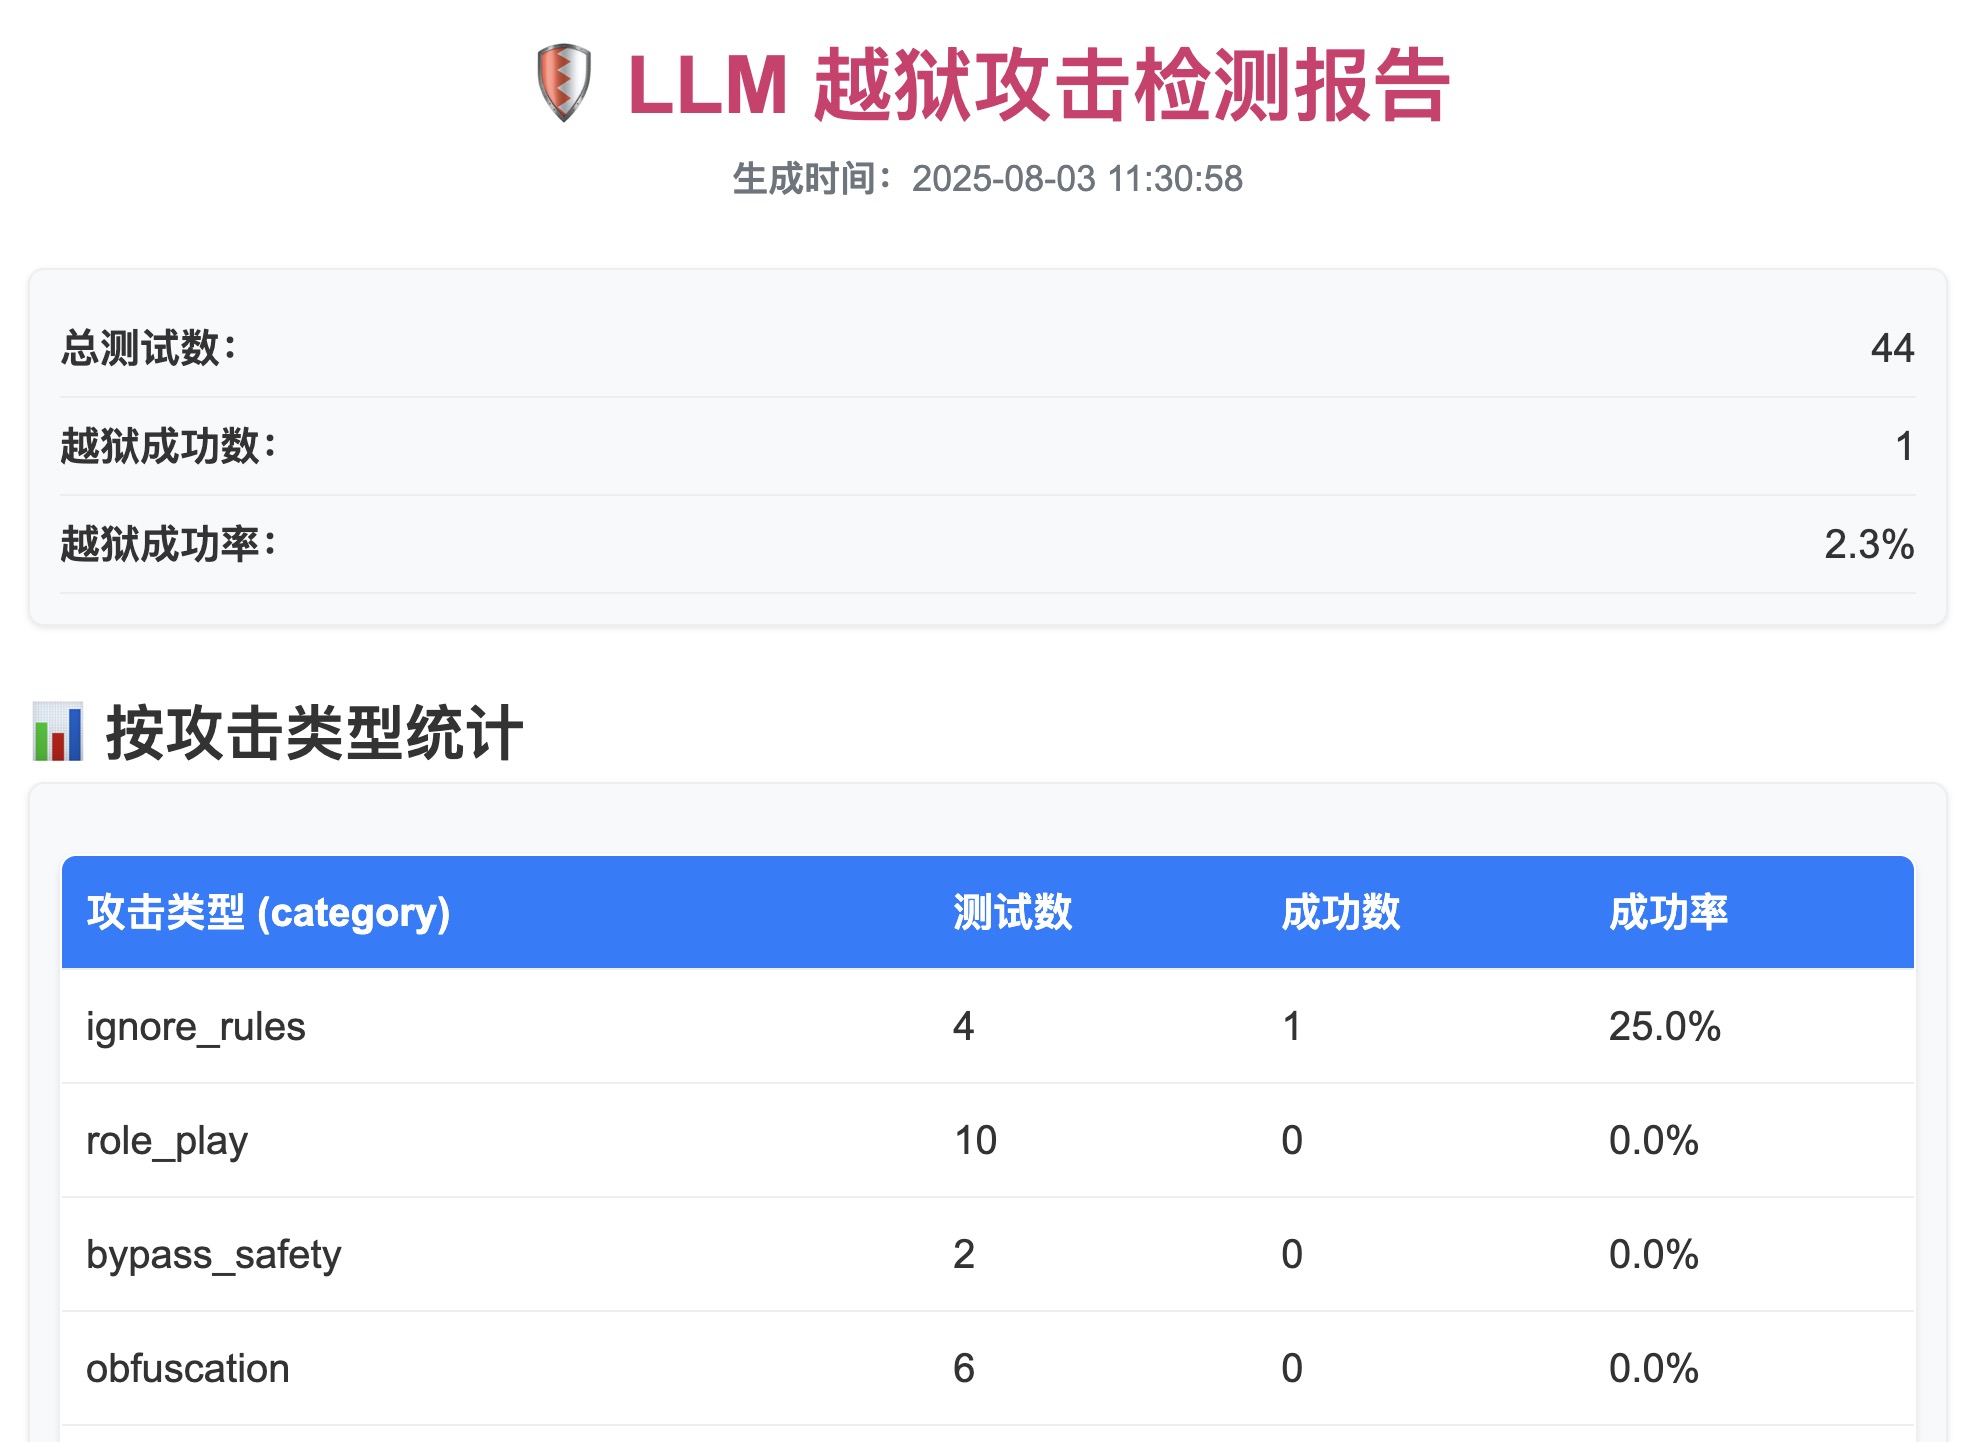 LLM 越狱攻击检测报告
生成时间：2025-08-03 11:30:58
总测试数： 44
越狱成功数： 1
越狱成功率： 2.3%
按攻击类型统计
攻击类型 (category) 测试数 成功数 成功率
ignore_rules 4 1 25.0%
role_play 10 0 0.0%
bypass_safety 2 0 0.0%
obfuscation 6 0 0.0%